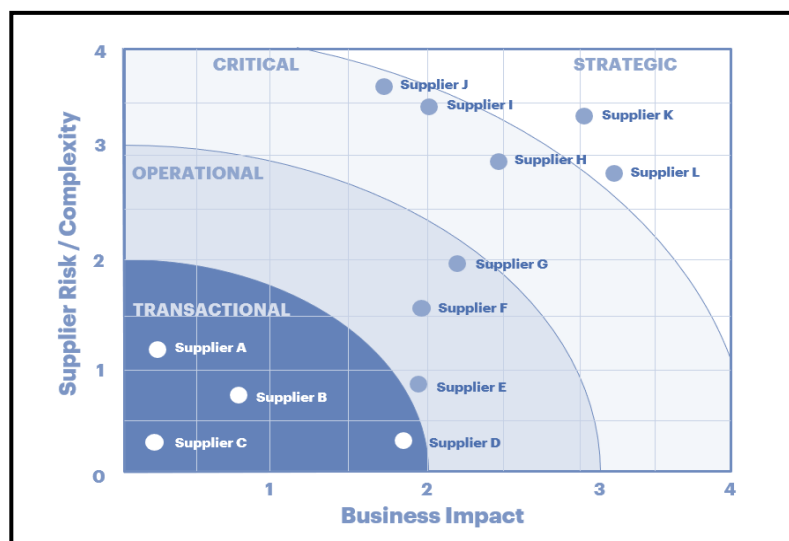 4
CRITICAL
STRATEGIC
Supplier J
Supplier I
Supplier K
3
Supplier H
OPERATIONAL
Supplier L
Supplier Risk / Complexity
2
Supplier G
TRANSACTIONAL
Supplier F
Supplier A
1
Supplier E
Supplier B
Supplier C
Supplier D
0
1
2
3
4
Business Impact